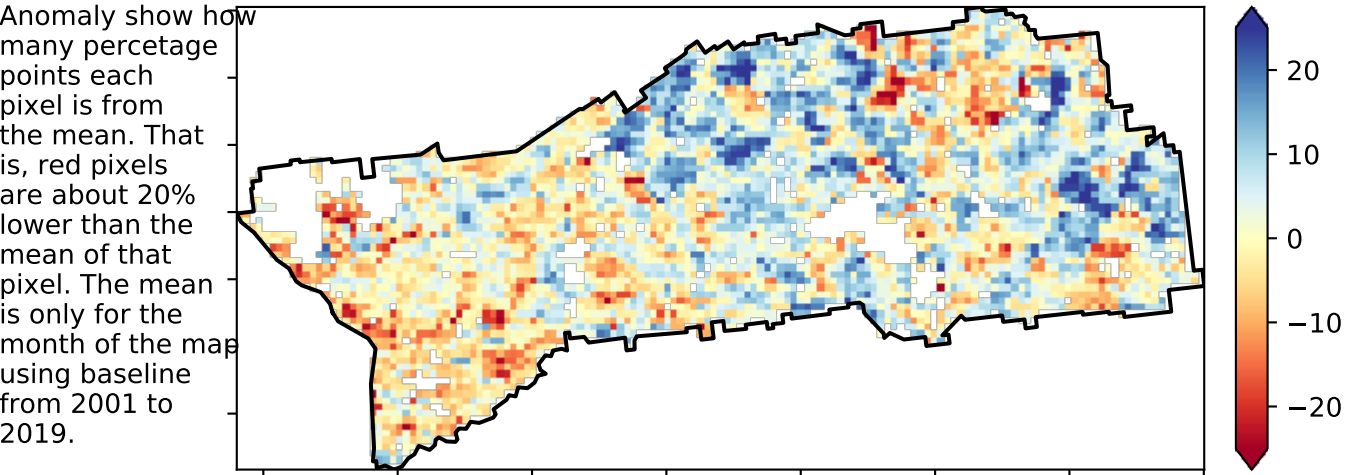 Anomaly show how
many percetage
points each
pixel is from
the mean. That
is, red pixels
are about 20%
lower than the
mean of that
pixel. The mean
is only for the
month of the map
using baseline
from 2001 to
2019.
20
10
0
−10
−20